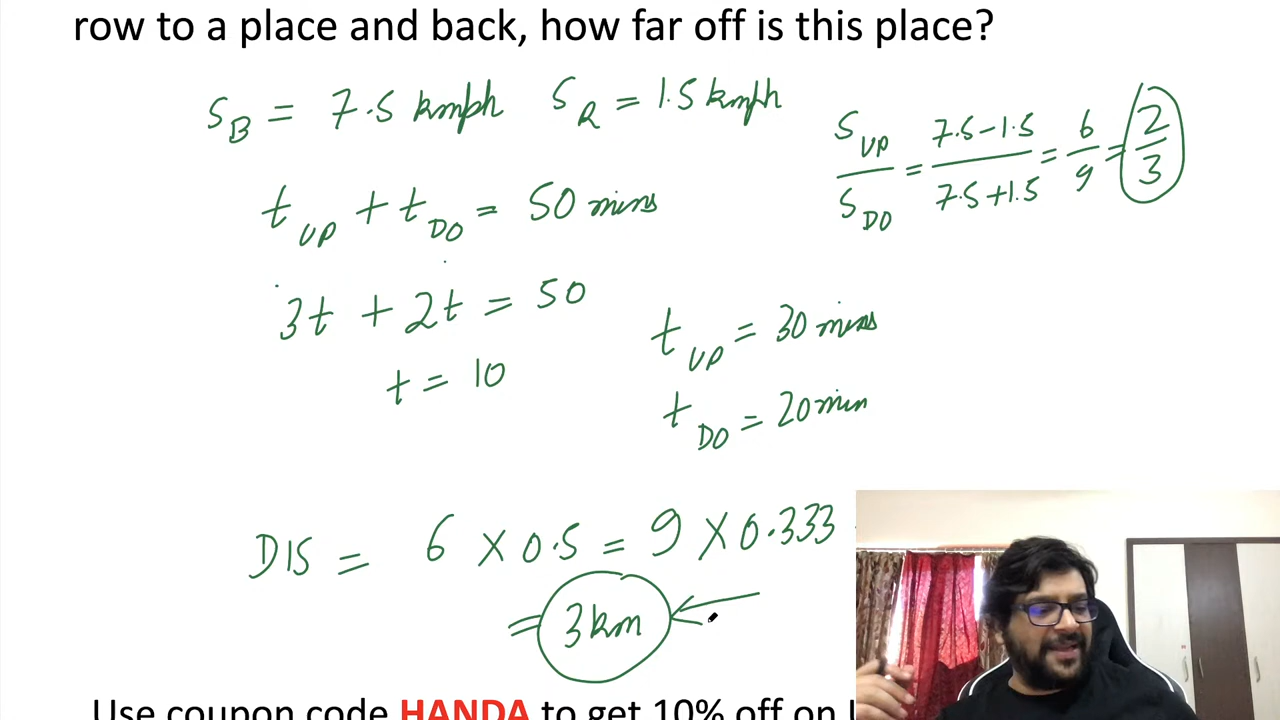 row to a place and back, how far off is this place?
S_B = 7.5 kmph S_R = 1.5 kmph
S_UP / S_DO = 7.5-1.5 / 7.5+1.5 = 6/9 = 2/3
t_UP + t_DO = 50 mins
3t + 2t = 50
t = 10
t_UP = 30 mins
t_DO = 20 min
DIS = 6 X 0.5 = 9 X 0.333
= 3 km
Use coupon code HANDA to get 10% off on